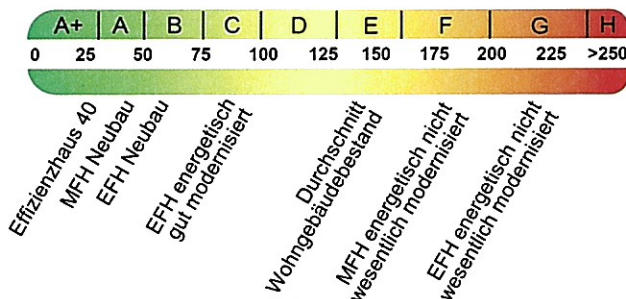 A+ A B C D E F G H
0 25 50 75 100 125 150 175 200 225 >250
Effizienzhaus 40
MFH Neubau
EFH Neubau
EFH energetisch
gut modernisiert
Durchschnitt
Wohngebäudebestand
MFH energetisch nicht
wesentlich modernisiert
EFH energetisch nicht
wesentlich modernisiert